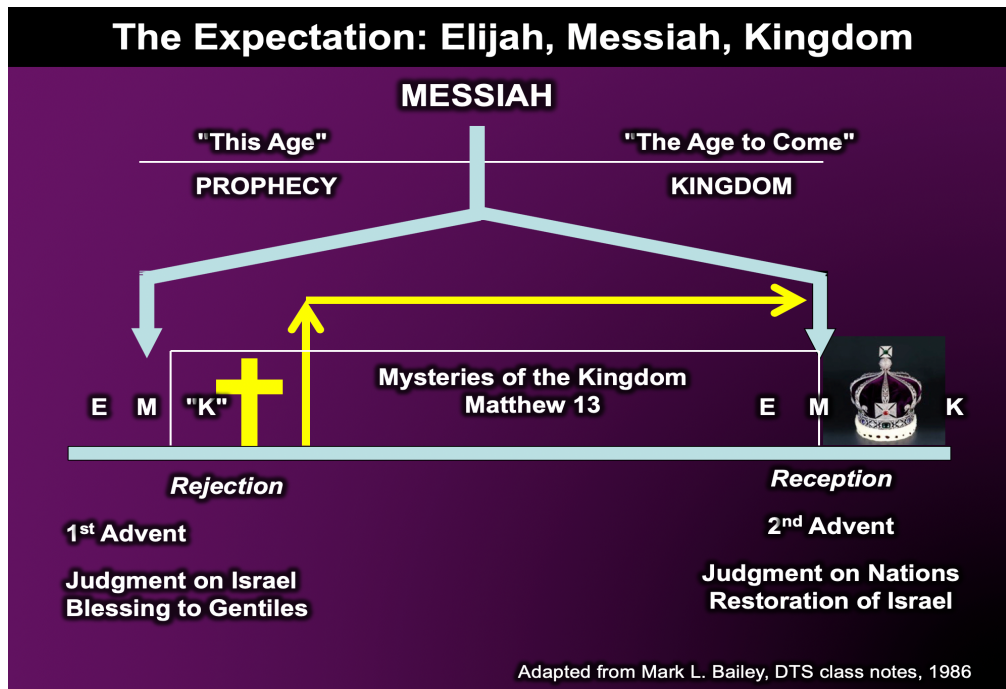 The Expectation: Elijah, Messiah, Kingdom
MESSIAH
"This Age"
"The Age to Come"
PROPHECY
KINGDOM
Mysteries of the Kingdom
Matthew 13
E M "K"
E M K
Rejection
Reception
1st Advent
2nd Advent
Judgment on Israel
Blessing to Gentiles
Judgment on Nations
Restoration of Israel
Adapted from Mark L. Bailey, DTS class notes, 1986